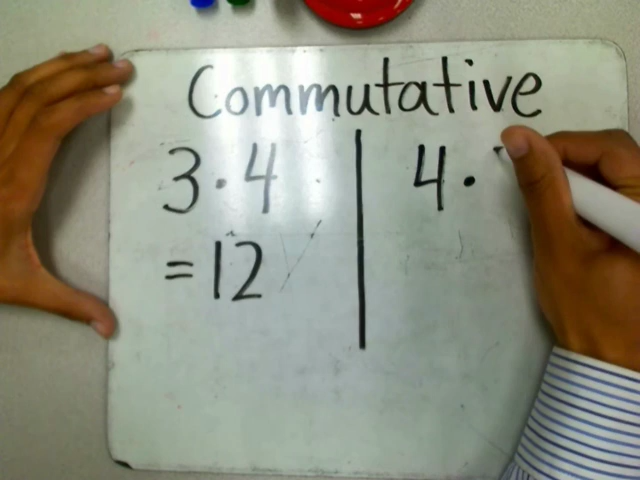 Commutative
3 · 4
= 12
4 ·